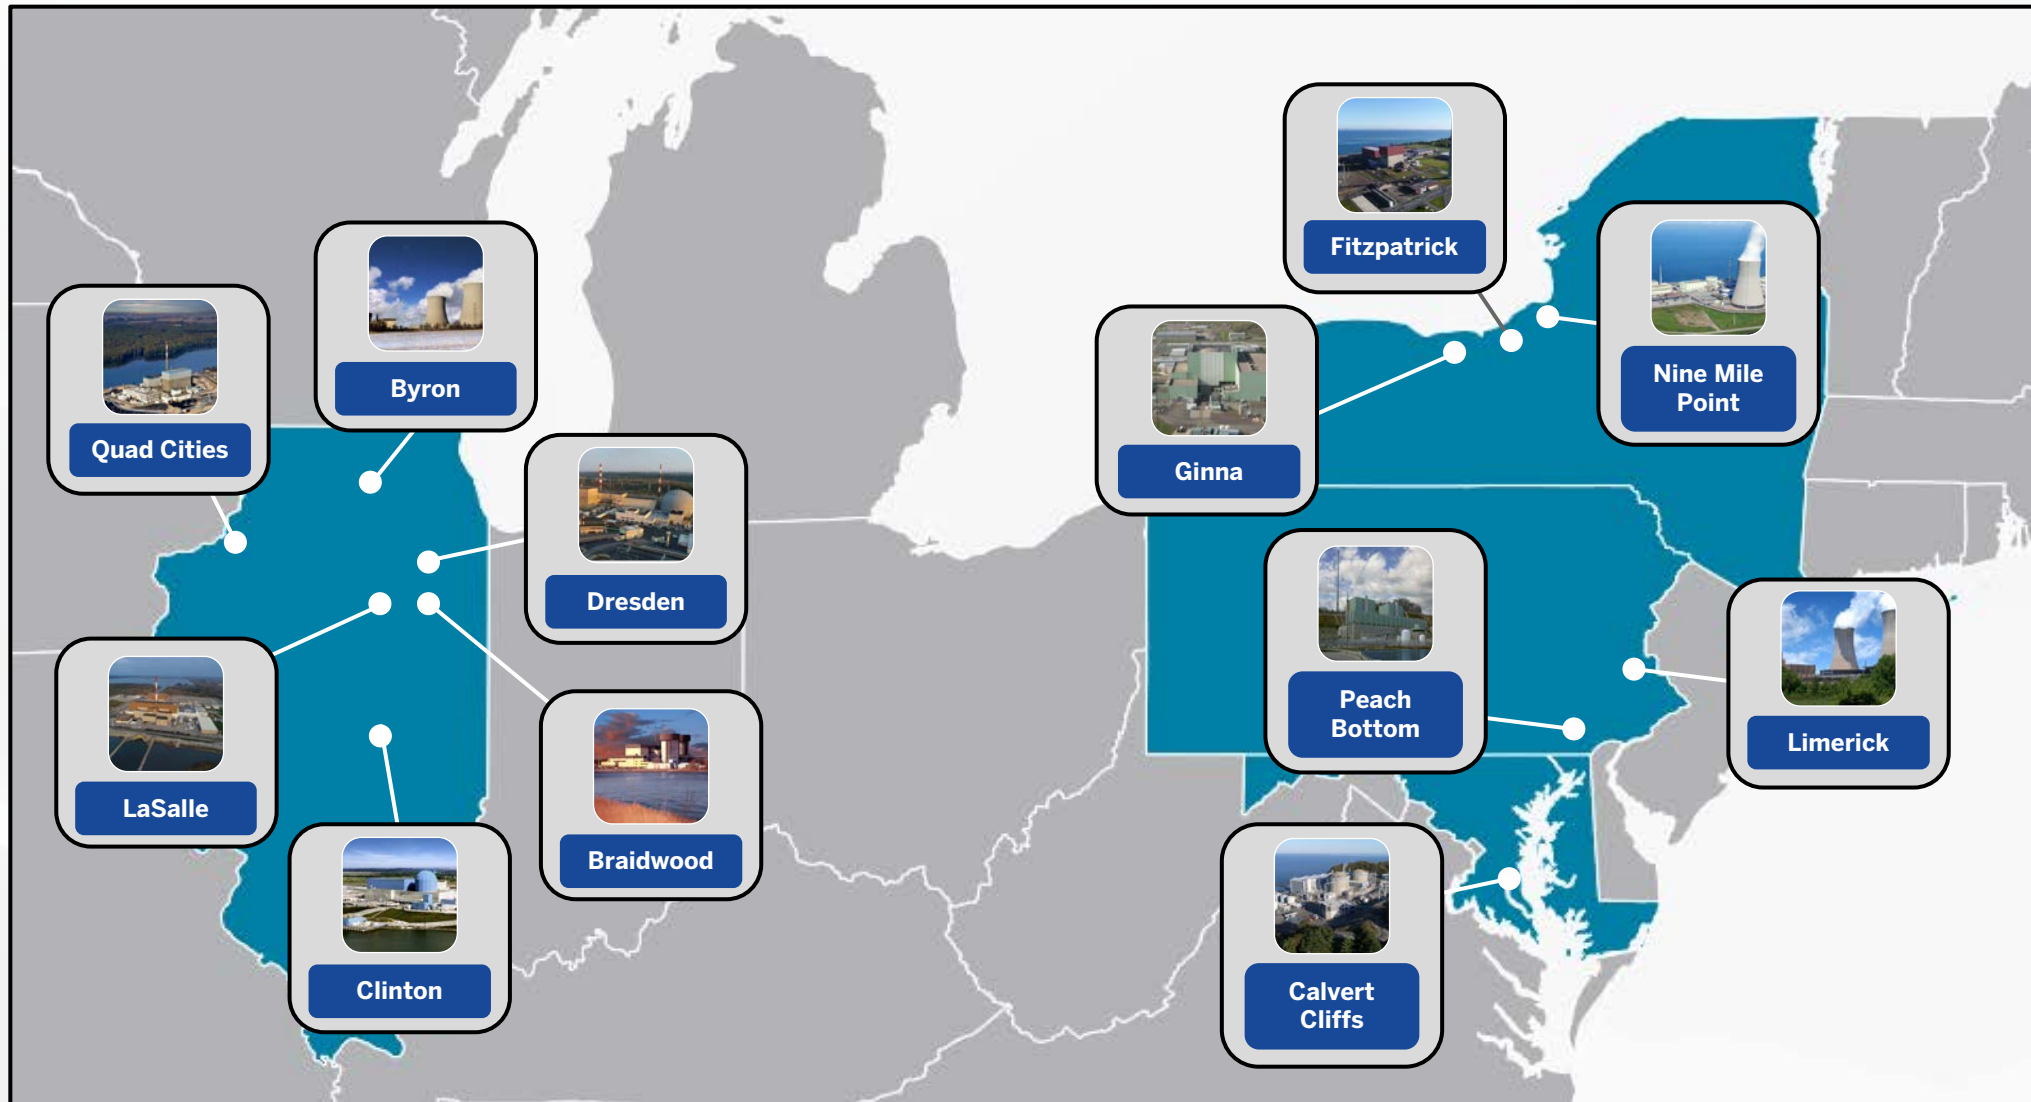 Fitzpatrick
Nine Mile
Point
Byron
Quad Cities
Ginna
Dresden
Peach
Bottom
Limerick
LaSalle
Braidwood
Clinton
Calvert
Cliffs